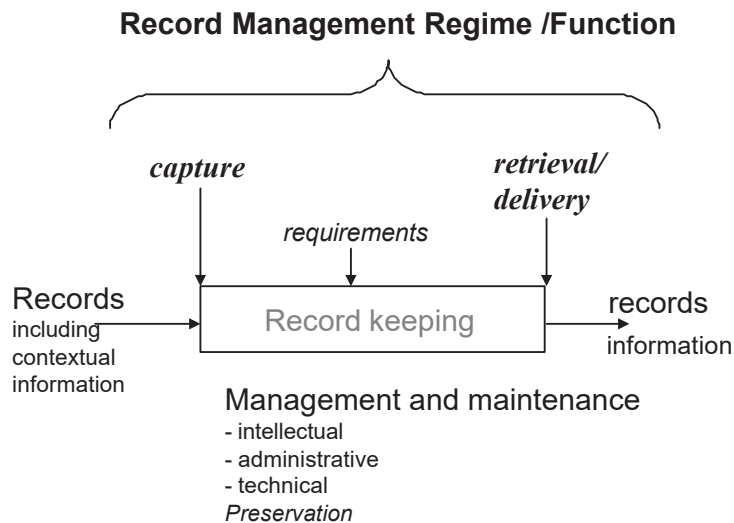 Record Management Regime /Function
capture
retrieval/
delivery
requirements
Records
including
contextual
information
Record keeping
records
information
Management and maintenance
- intellectual
- administrative
- technical
Preservation